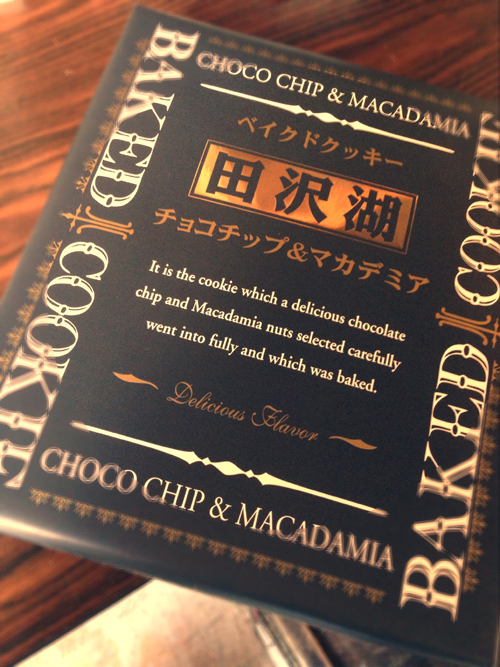 CHOCO CHIP & MACADAMIA
ベイクドクッキー
田沢湖
チョコチップ&マカデミア
It is the cookie which a delicious chocolate
chip and Macadamia nuts selected carefully
went into fully and which was baked.
Delicious Flavor
CHOCO CHIP & MACADAMIA
BAKED COOKIE
BAKED COOKIE